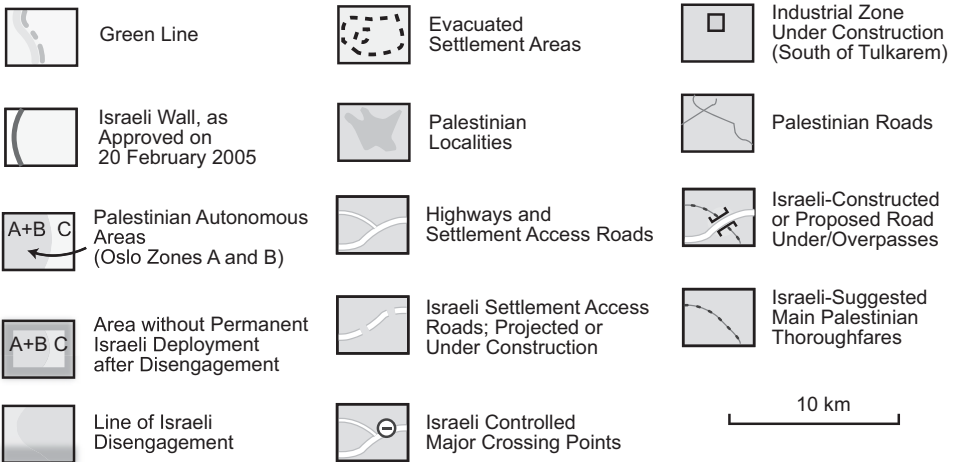 Green Line
Israeli Wall, as
Approved on
20 February 2005
A+B C
Palestinian Autonomous
Areas
(Oslo Zones A and B)
A+B C
Area without Permanent
Israeli Deployment
after Disengagement
Line of Israeli
Disengagement
Evacuated
Settlement Areas
Palestinian
Localities
Highways and
Settlement Access Roads
Israeli Settlement Access
Roads; Projected or
Under Construction
Israeli Controlled
Major Crossing Points
Industrial Zone
Under Construction
(South of Tulkarem)
Palestinian Roads
Israeli-Constructed
or Proposed Road
Under/Overpasses
Israeli-Suggested
Main Palestinian
Thoroughfares
10 km